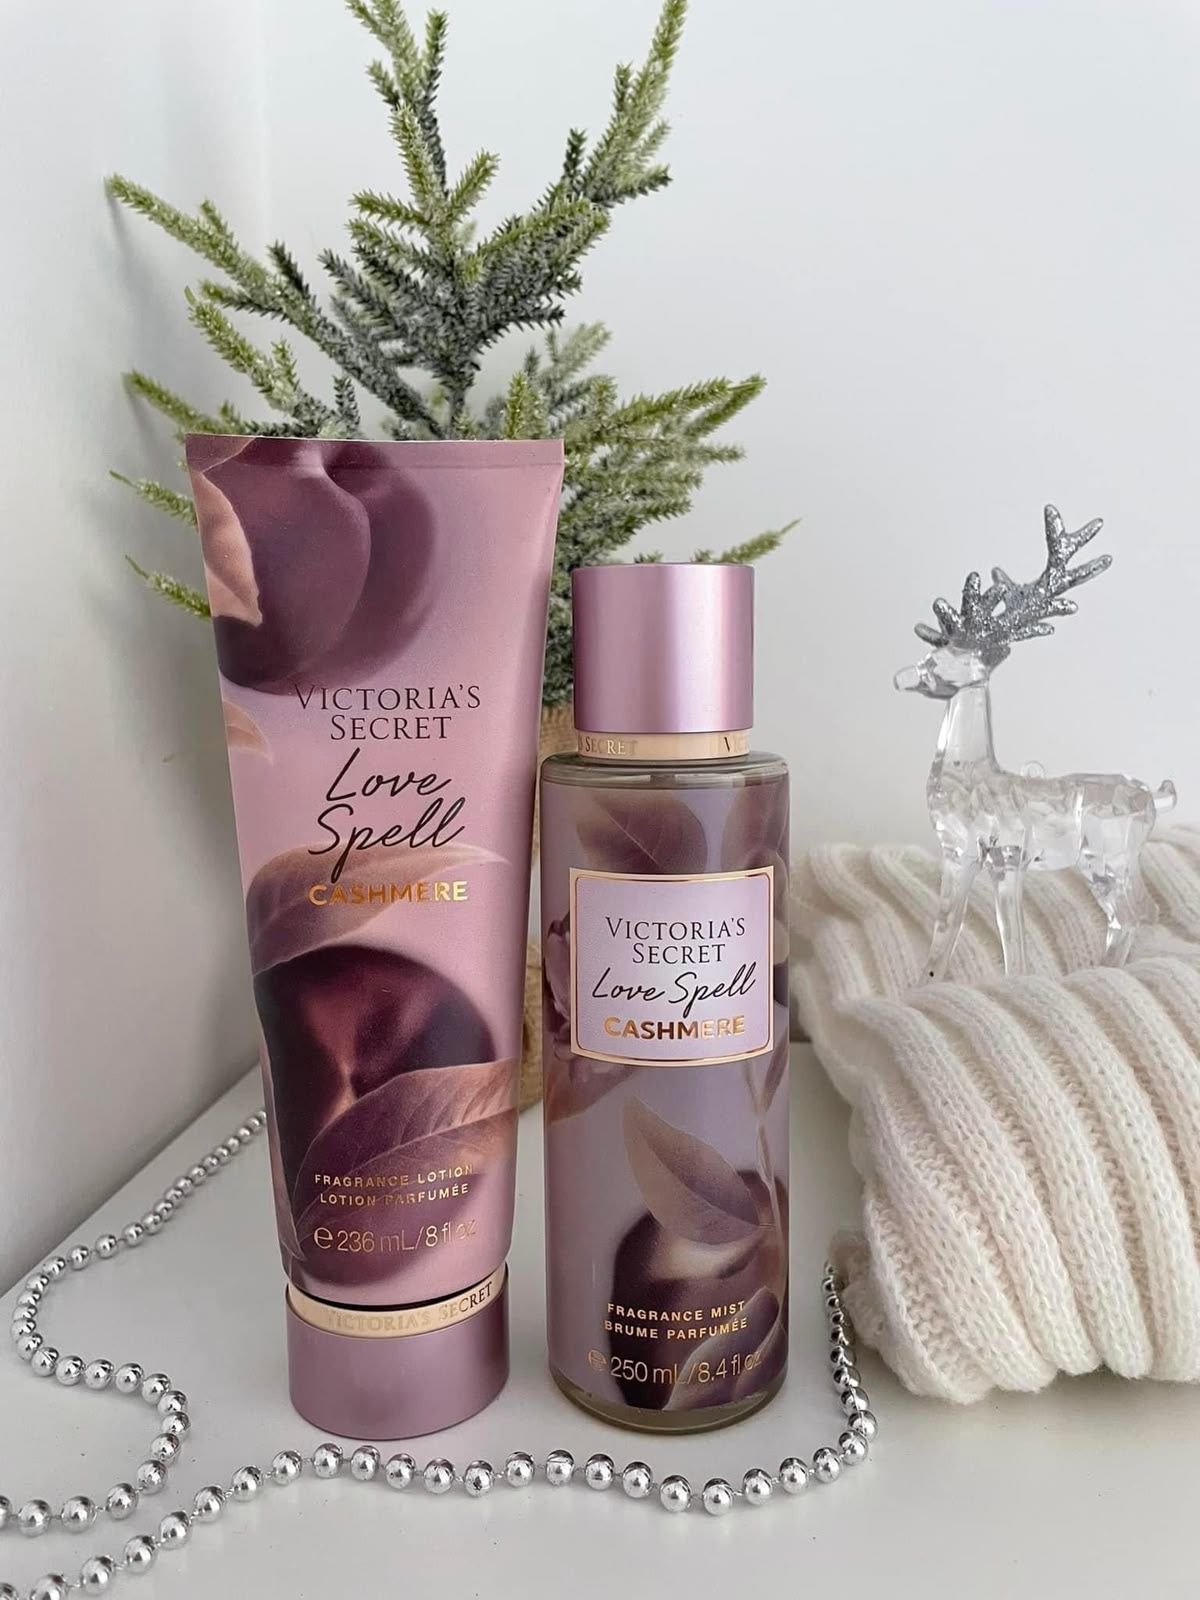 VICTORIA'S
SECRET
Love
Spell
CASHMERE
FRAGRANCE LOTION
LOTION PARFUMÉE
e 236 mL/8 fl oz
VICTORIA'S SECRET
SECRET
VICTORIA'S
SECRET
Love Spell
CASHMERE
FRAGRANCE MIST
BRUME PARFUMÉE
e 250 mL/8.4 fl oz